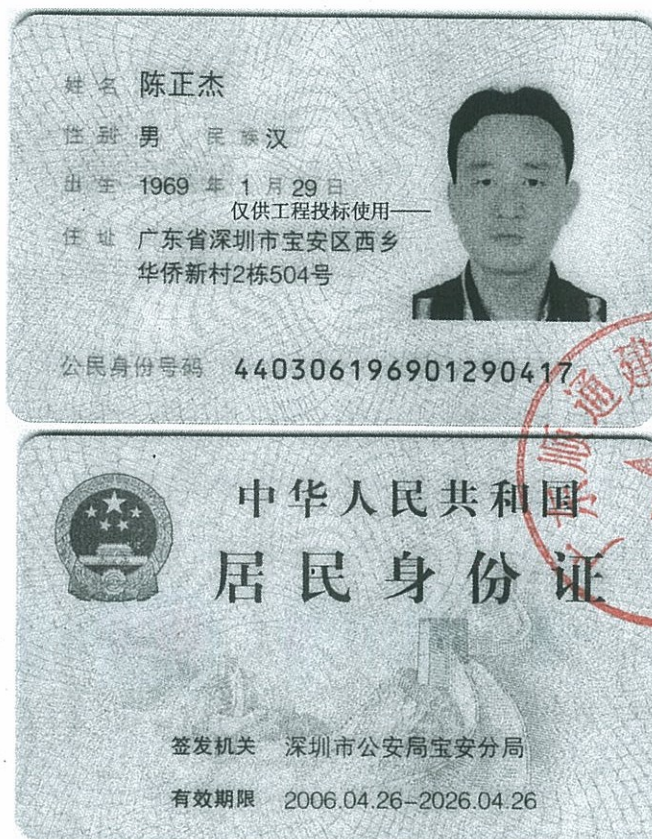 姓名 陈正杰
性别 男 民族 汉
出生 1969 年 1 月 29 日
仅供工程投标使用——
住址 广东省深圳市宝安区西乡
华侨新村2栋504号
公民身份号码 440306196901290417
顺通建
中华人民共和国
居民身份证
签发机关 深圳市公安局宝安分局
有效期限 2006.04.26-2026.04.26